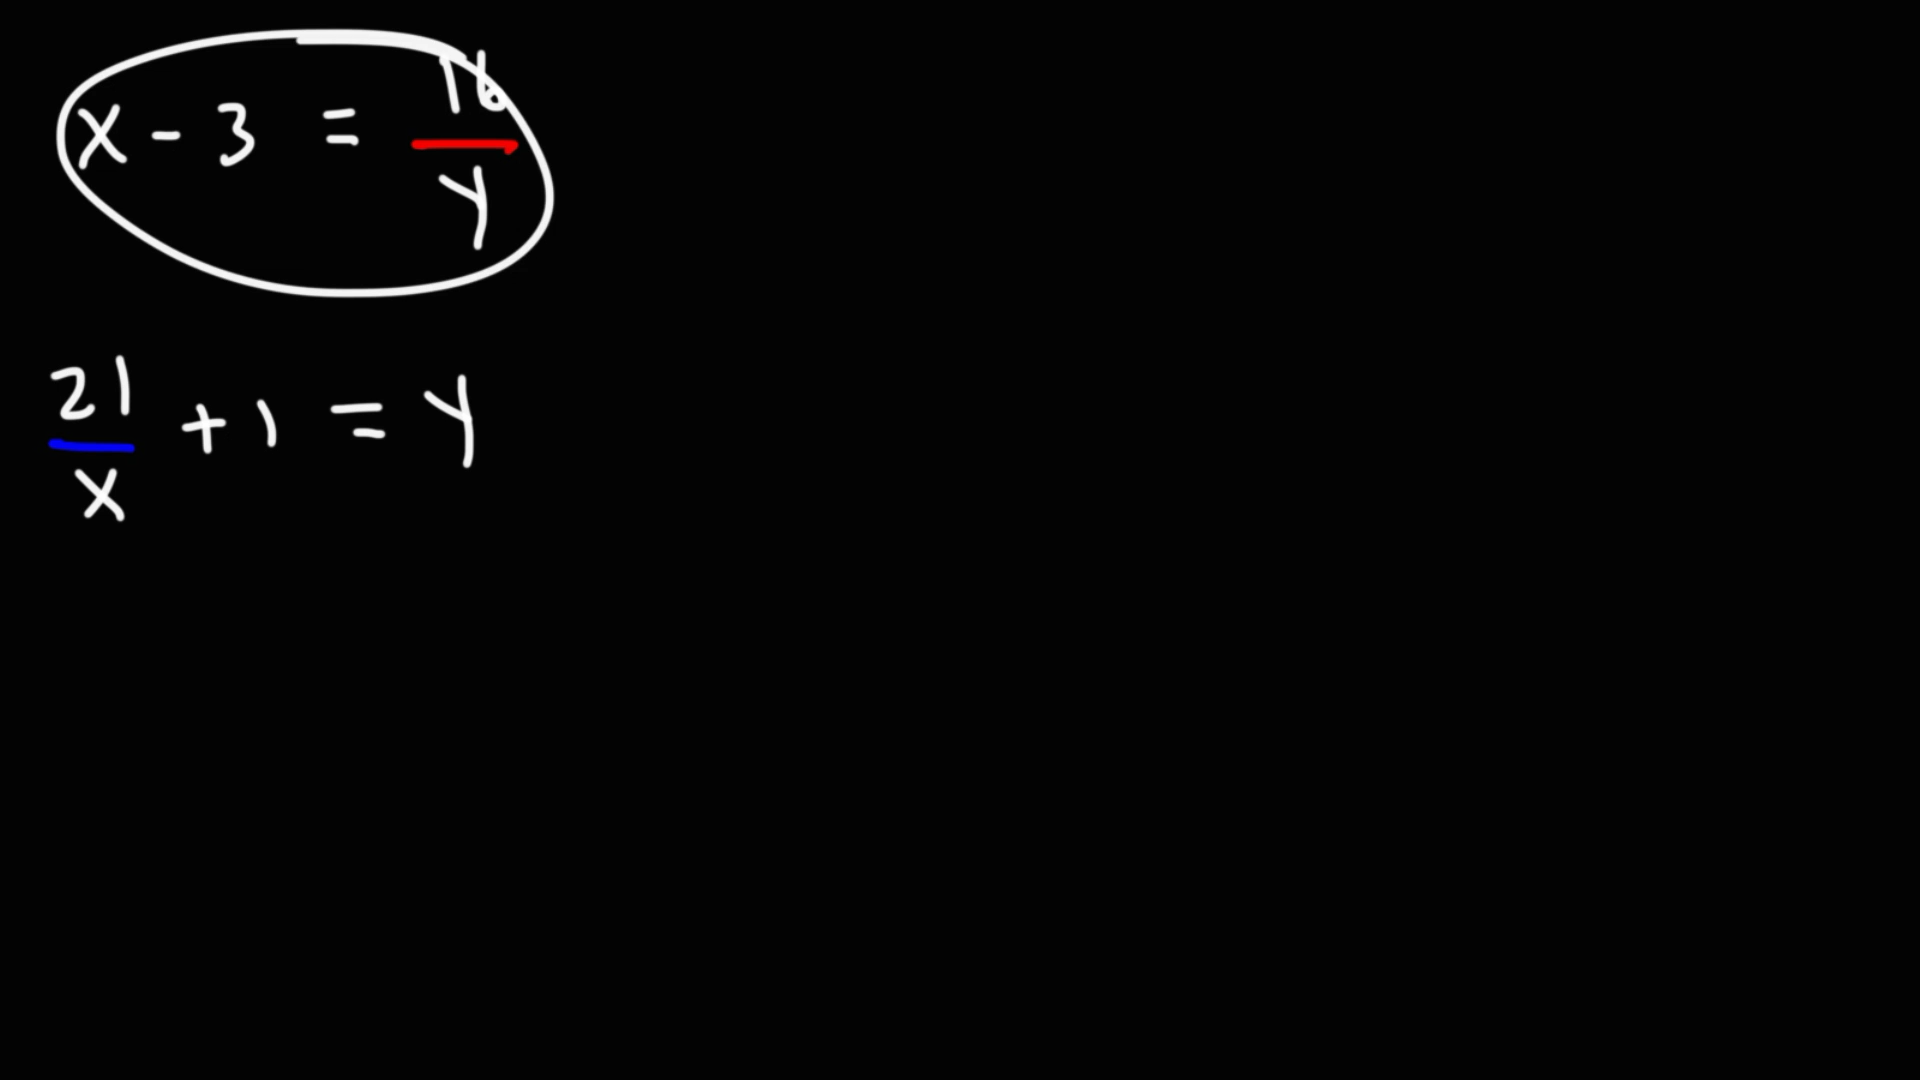 x - 3 = 16/y
21/x + 1 = y